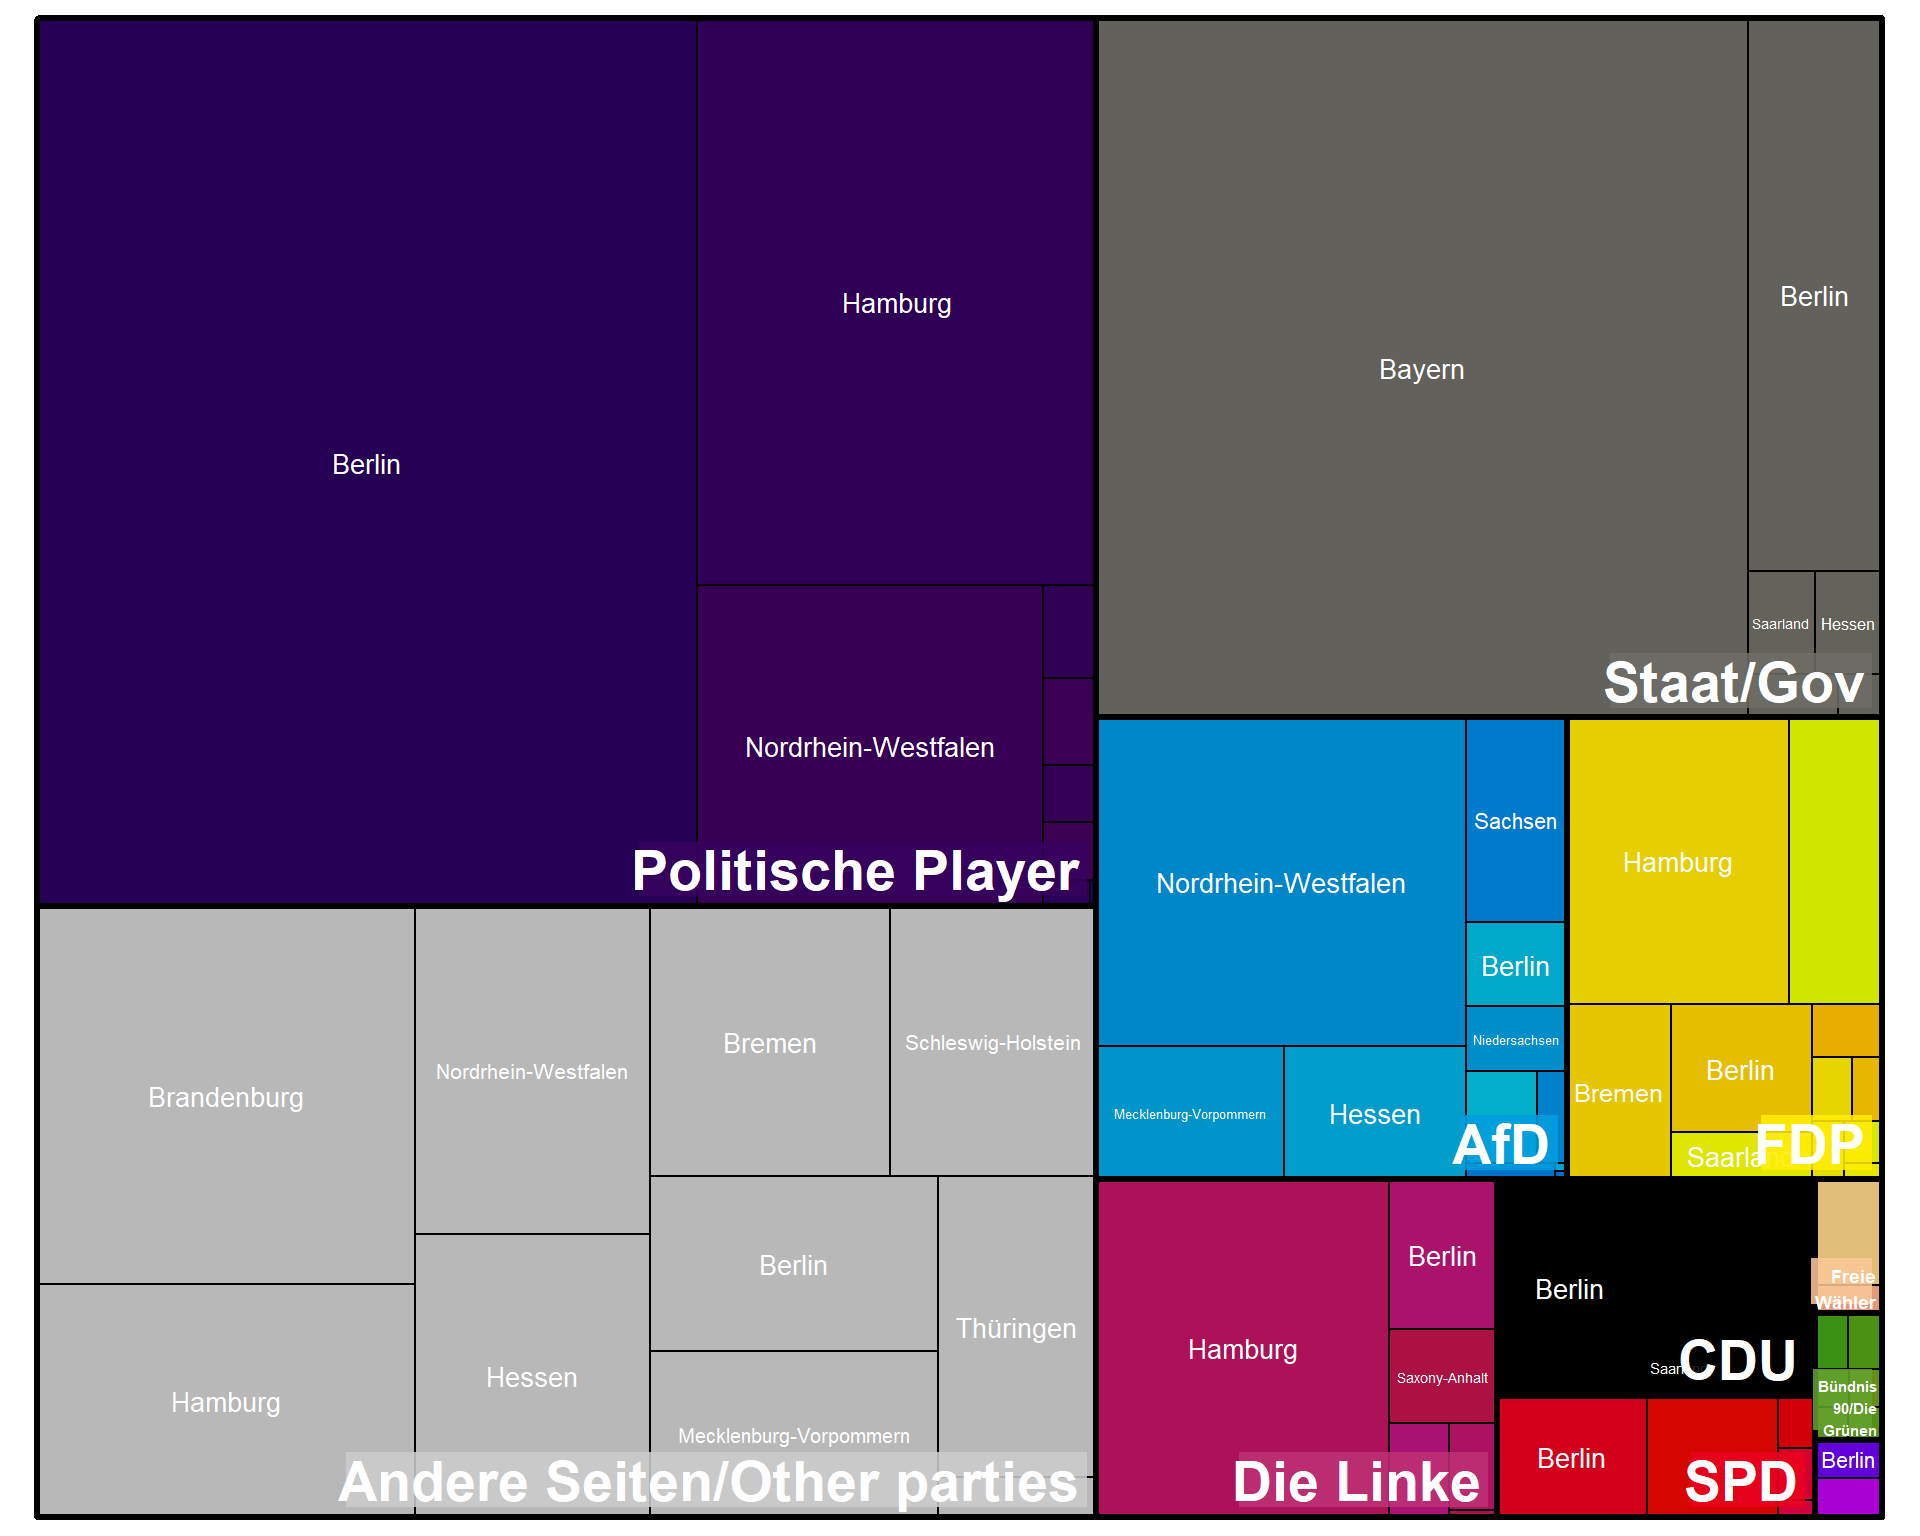 Berlin
Hamburg
Nordrhein-Westfalen
Politische Player
Bayern
Berlin
Saarland
Hessen
Staat/Gov
Brandenburg
Nordrhein-Westfalen
Bremen
Schleswig-Holstein
Hamburg
Hessen
Berlin
Thüringen
Mecklenburg-Vorpommern
Andere Seiten/Other parties
Nordrhein-Westfalen
Sachsen
Berlin
Niedersachsen
Mecklenburg-Vorpommern
Hessen
AfD
Hamburg
Bremen
Berlin
Saarland
FDP
Hamburg
Berlin
Saxony-Anhalt
Die Linke
Berlin
CDU
Berlin
SPD
Freie
Wähler
Bündnis
90/Die
Grünen
Berlin